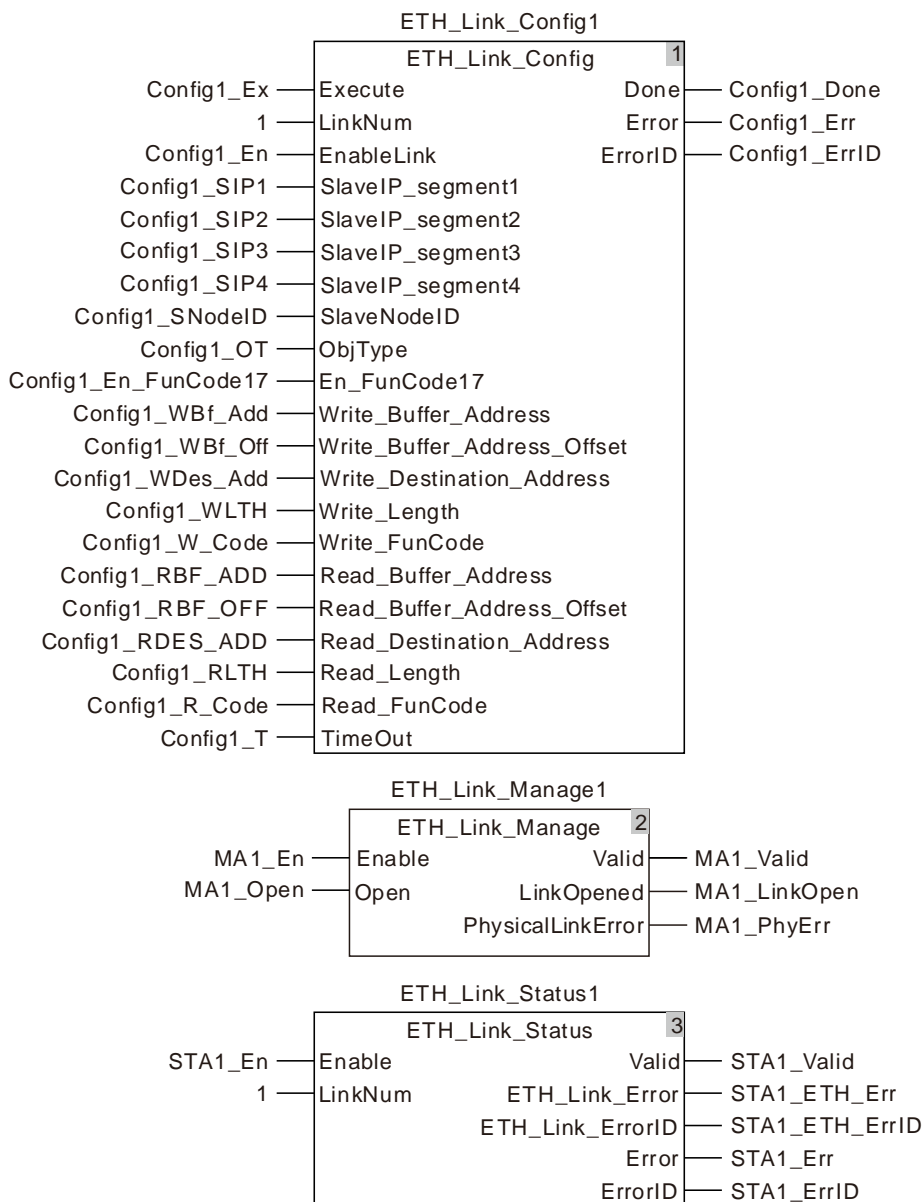 ETH_Link_Config1
ETH_Link_Config 1
Config1_Ex Execute Done Config1_Done
1 LinkNum Error Config1_Err
Config1_En EnableLink ErrorID Config1_ErrID
Config1_SIP1 SlaveIP_segment1
Config1_SIP2 SlaveIP_segment2
Config1_SIP3 SlaveIP_segment3
Config1_SIP4 SlaveIP_segment4
Config1_SNodeID SlaveNodeID
Config1_OT ObjType
Config1_En_FunCode17 En_FunCode17
Config1_WBf_Add Write_Buffer_Address
Config1_WBf_Off Write_Buffer_Address_Offset
Config1_WDes_Add Write_Destination_Address
Config1_WLTH Write_Length
Config1_W_Code Write_FunCode
Config1_RBF_ADD Read_Buffer_Address
Config1_RBF_OFF Read_Buffer_Address_Offset
Config1_RDES_ADD Read_Destination_Address
Config1_RLTH Read_Length
Config1_R_Code Read_FunCode
Config1_T TimeOut
ETH_Link_Manage1
ETH_Link_Manage 2
MA1_En Enable Valid MA1_Valid
MA1_Open Open LinkOpened MA1_LinkOpen
PhysicalLinkError MA1_PhyErr
ETH_Link_Status1
ETH_Link_Status 3
STA1_En Enable Valid STA1_Valid
1 LinkNum ETH_Link_Error STA1_ETH_Err
ETH_Link_ErrorID STA1_ETH_ErrID
Error STA1_Err
ErrorID STA1_ErrID